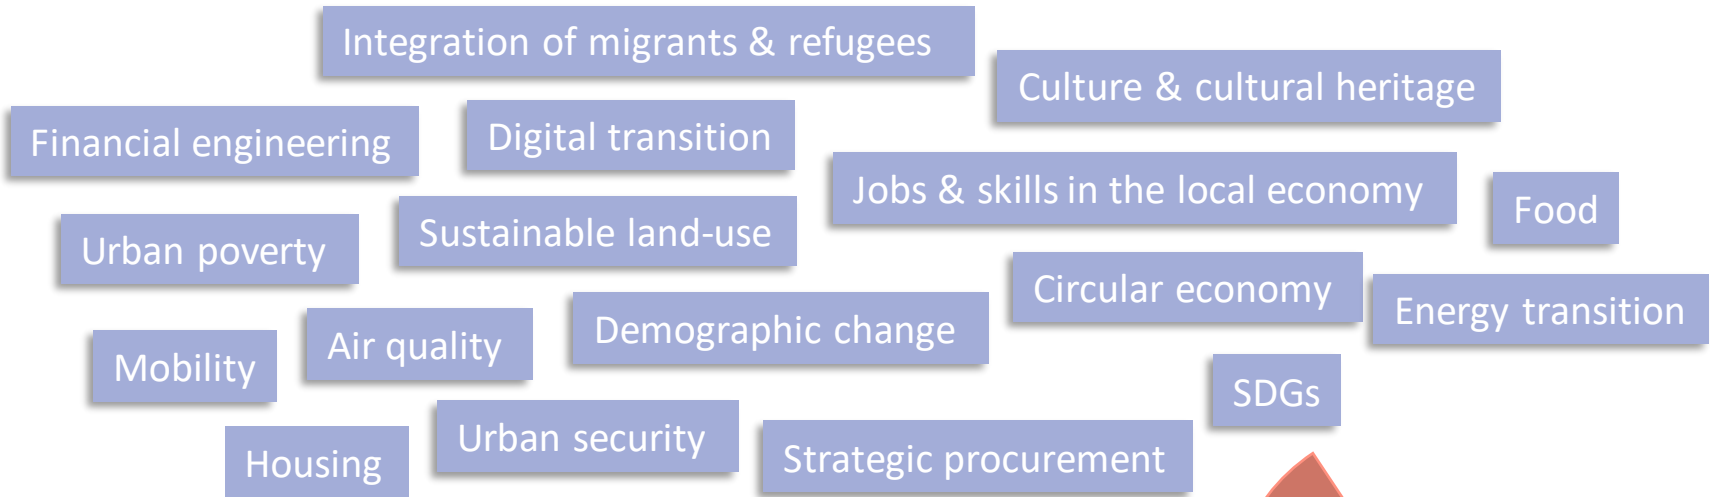 Integration of migrants & refugees
Culture & cultural heritage
Financial engineering
Digital transition
Jobs & skills in the local economy
Food
Urban poverty
Sustainable land-use
Circular economy
Energy transition
Mobility
Air quality
Demographic change
SDGs
Housing
Urban security
Strategic procurement